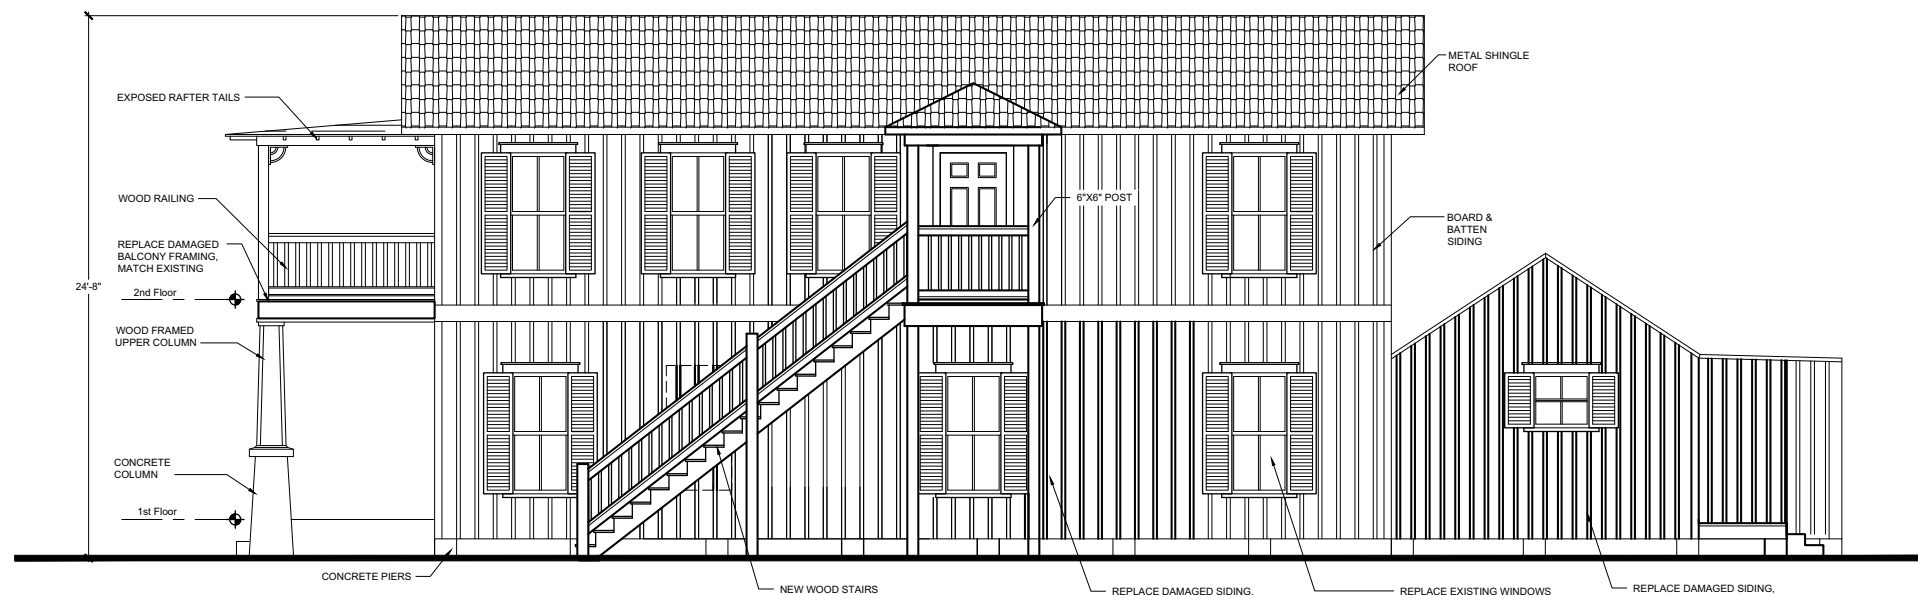 METAL SHINGLE
ROOF
EXPOSED RAFTER TAILS
WOOD RAILING
6"X6" POST
BOARD &
BATTEN
SIDING
REPLACE DAMAGED
BALCONY FRAMING,
MATCH EXISTING
24'-8"
2nd Floor
WOOD FRAMED
UPPER COLUMN
CONCRETE
COLUMN
1st Floor
CONCRETE PIERS
NEW WOOD STAIRS
REPLACE DAMAGED SIDING.
REPLACE EXISTING WINDOWS
REPLACE DAMAGED SIDING,